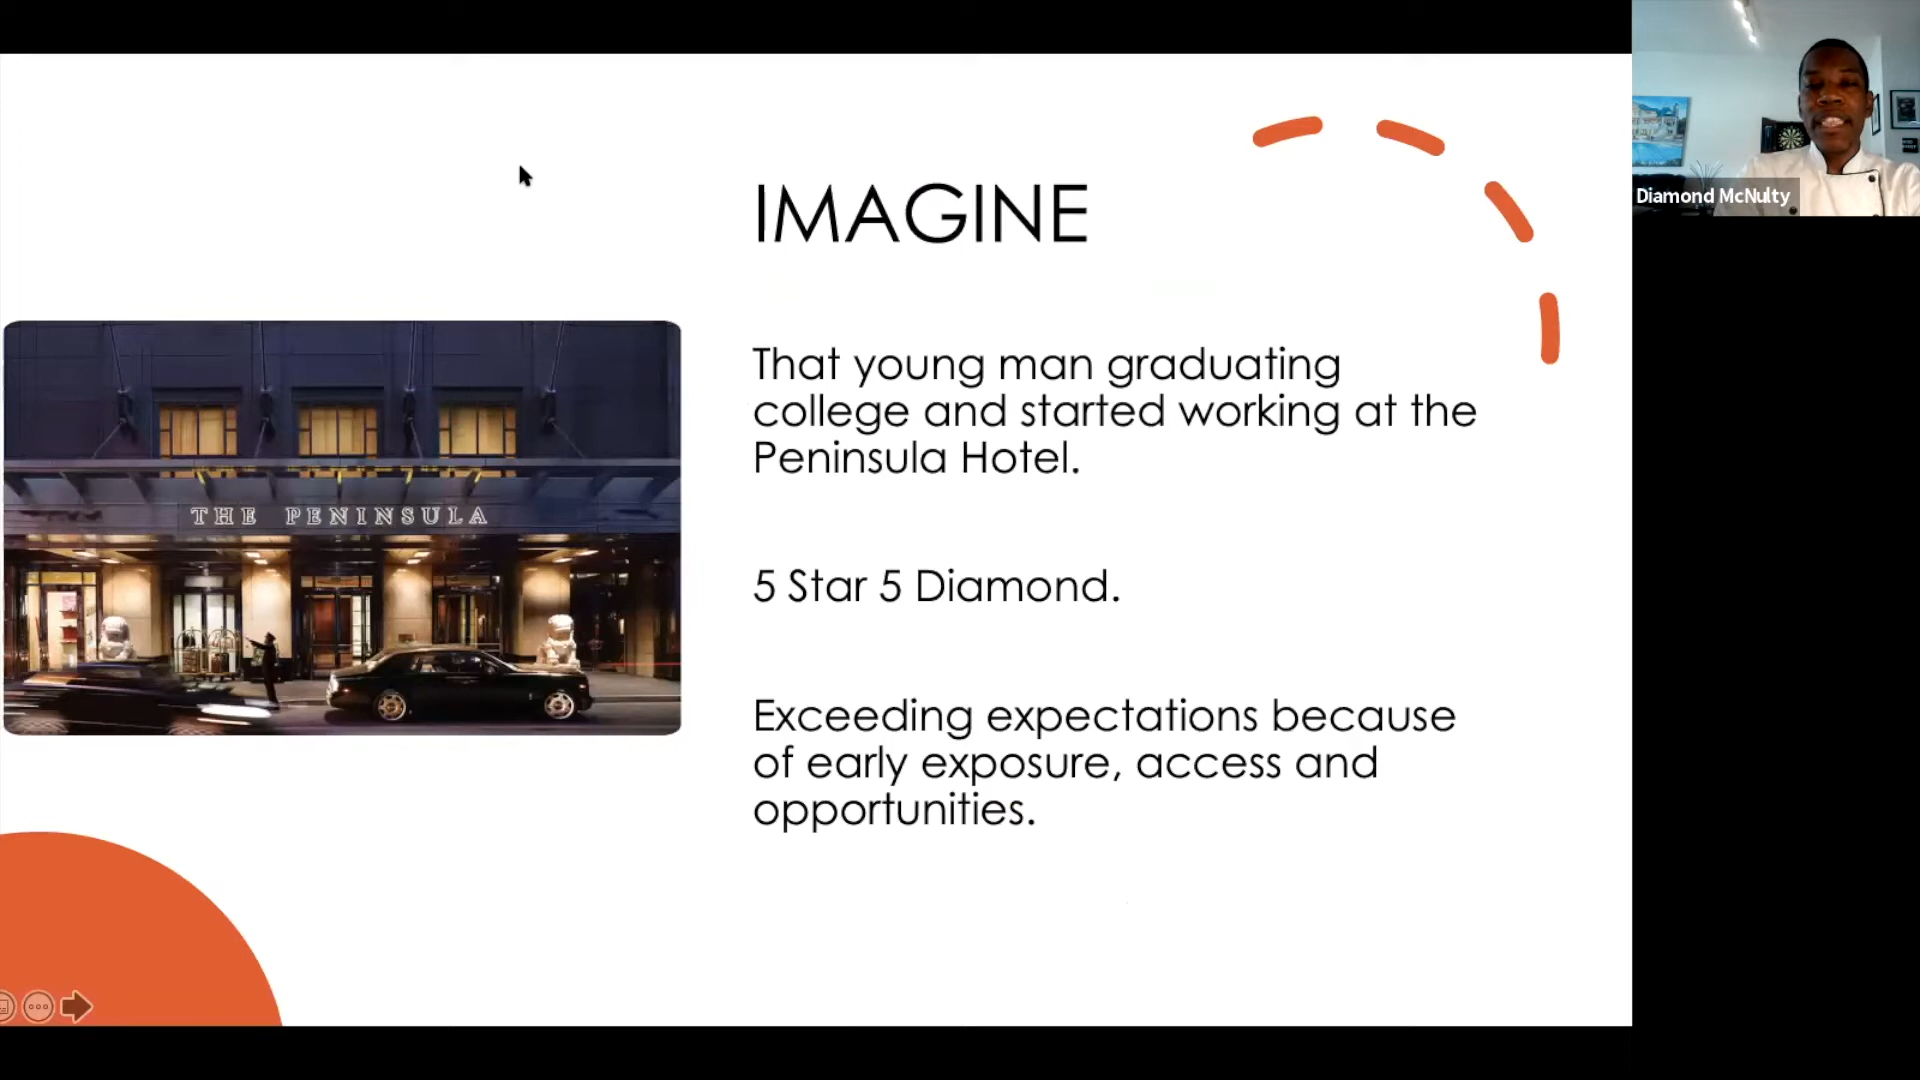 IMAGINE
That young man graduating
college and started working at the
Peninsula Hotel.
5 Star 5 Diamond.
Exceeding expectations because
of early exposure, access and
opportunities.
THE PENINSULA
Diamond McNulty